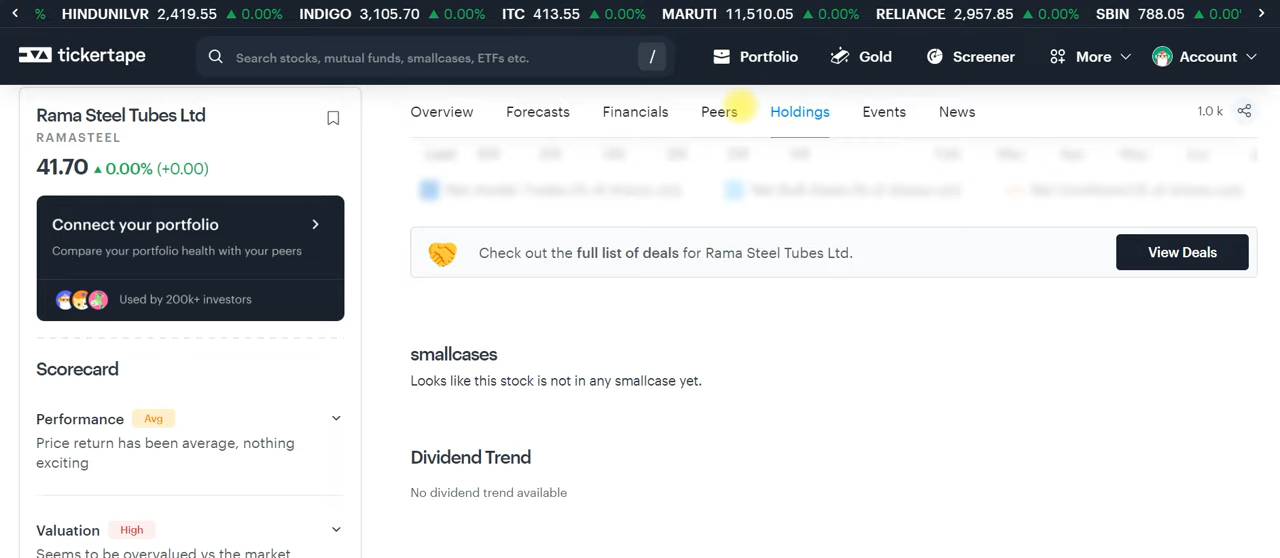 % HINDUNILVR 2,419.55 ▲ 0.00% INDIGO 3,105.70 ▲ 0.00% ITC 413.55 ▲ 0.00% MARUTI 11,510.05 ▲ 0.00% RELIANCE 2,957.85 ▲ 0.00% SBIN 788.05 ▲ 0.00
tickertape Search stocks, mutual funds, smallcases, ETFs etc. / Portfolio Gold Screener More Account
Rama Steel Tubes Ltd
RAMASTEEL
41.70 ▲ 0.00% (+0.00)
Connect your portfolio
Compare your portfolio health with your peers
Used by 200k+ investors
Scorecard
Performance Avg
Price return has been average, nothing
exciting
Valuation High
Seems to be overvalued vs the market
Overview Forecasts Financials Peers Holdings Events News 1.0 k
Check out the full list of deals for Rama Steel Tubes Ltd. View Deals
smallcases
Looks like this stock is not in any smallcase yet.
Dividend Trend
No dividend trend available